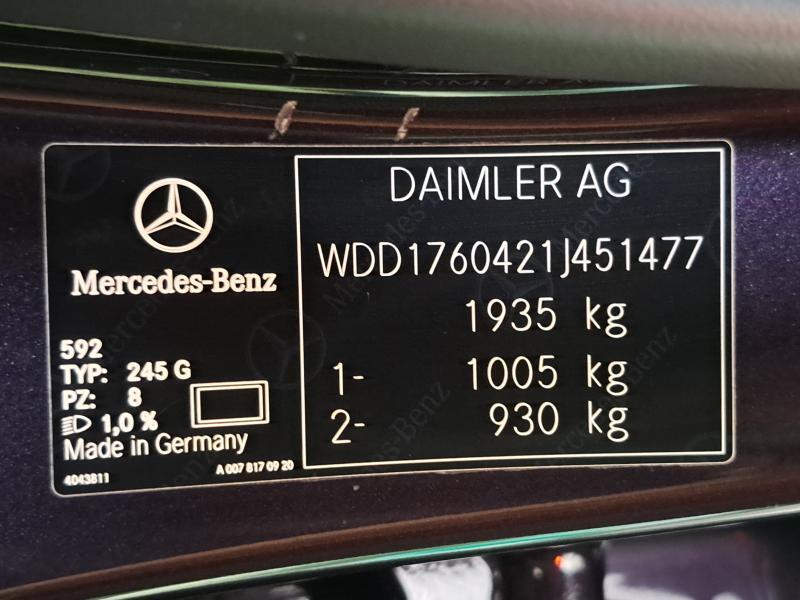 Mercedes-Benz
592
TYP: 245 G
PZ: 8
1,0 %
Made in Germany
4043811
A 007 817 09 20
DAIMLER AG
WDD1760421J451477
1935 kg
1- 1005 kg
2- 930 kg